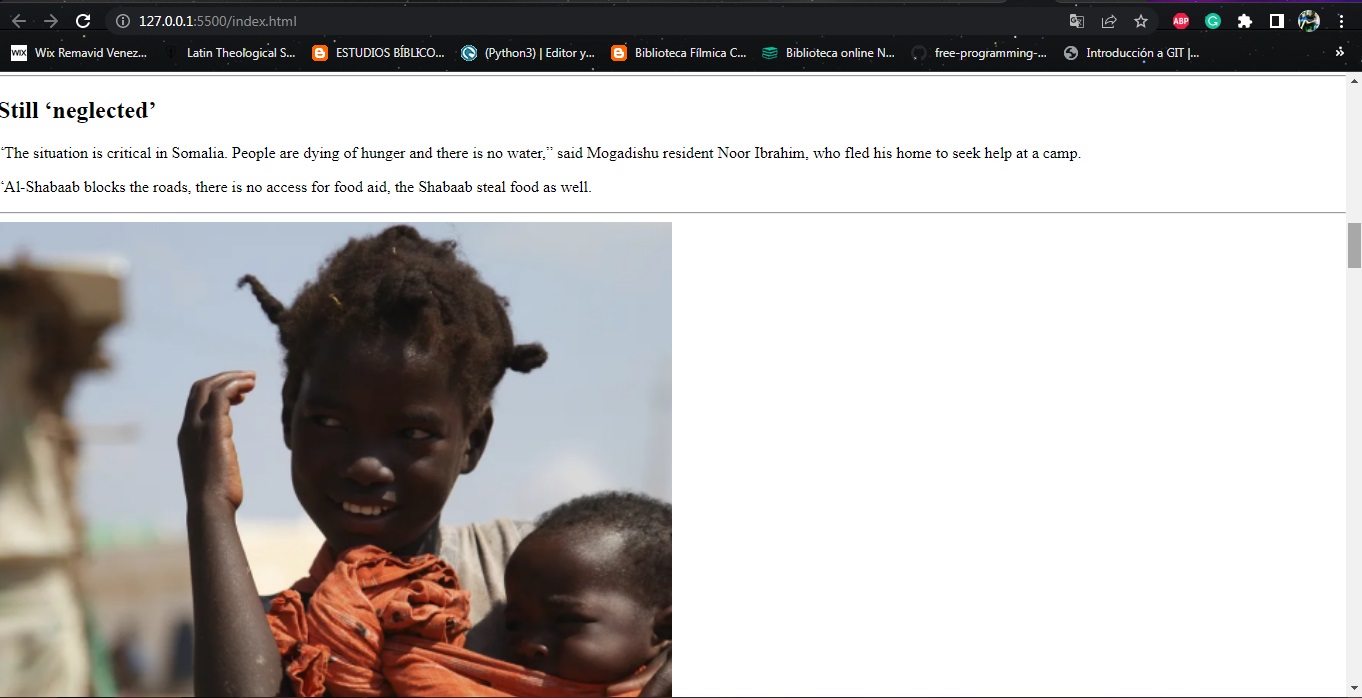 127.0.0.1:5500/index.html
ABP
WIX Wix Remavid Venez... Latin Theological S... ESTUDIOS BÍBLICO... (Python3) | Editor y... Biblioteca Fílmica C... Biblioteca online N... free-programming-... Introducción a GIT |... »
Still ‘neglected’
“The situation is critical in Somalia. People are dying of hunger and there is no water,” said Mogadishu resident Noor Ibrahim, who fled his home to seek help at a camp.
“Al-Shabaab blocks the roads, there is no access for food aid, the Shabaab steal food as well.